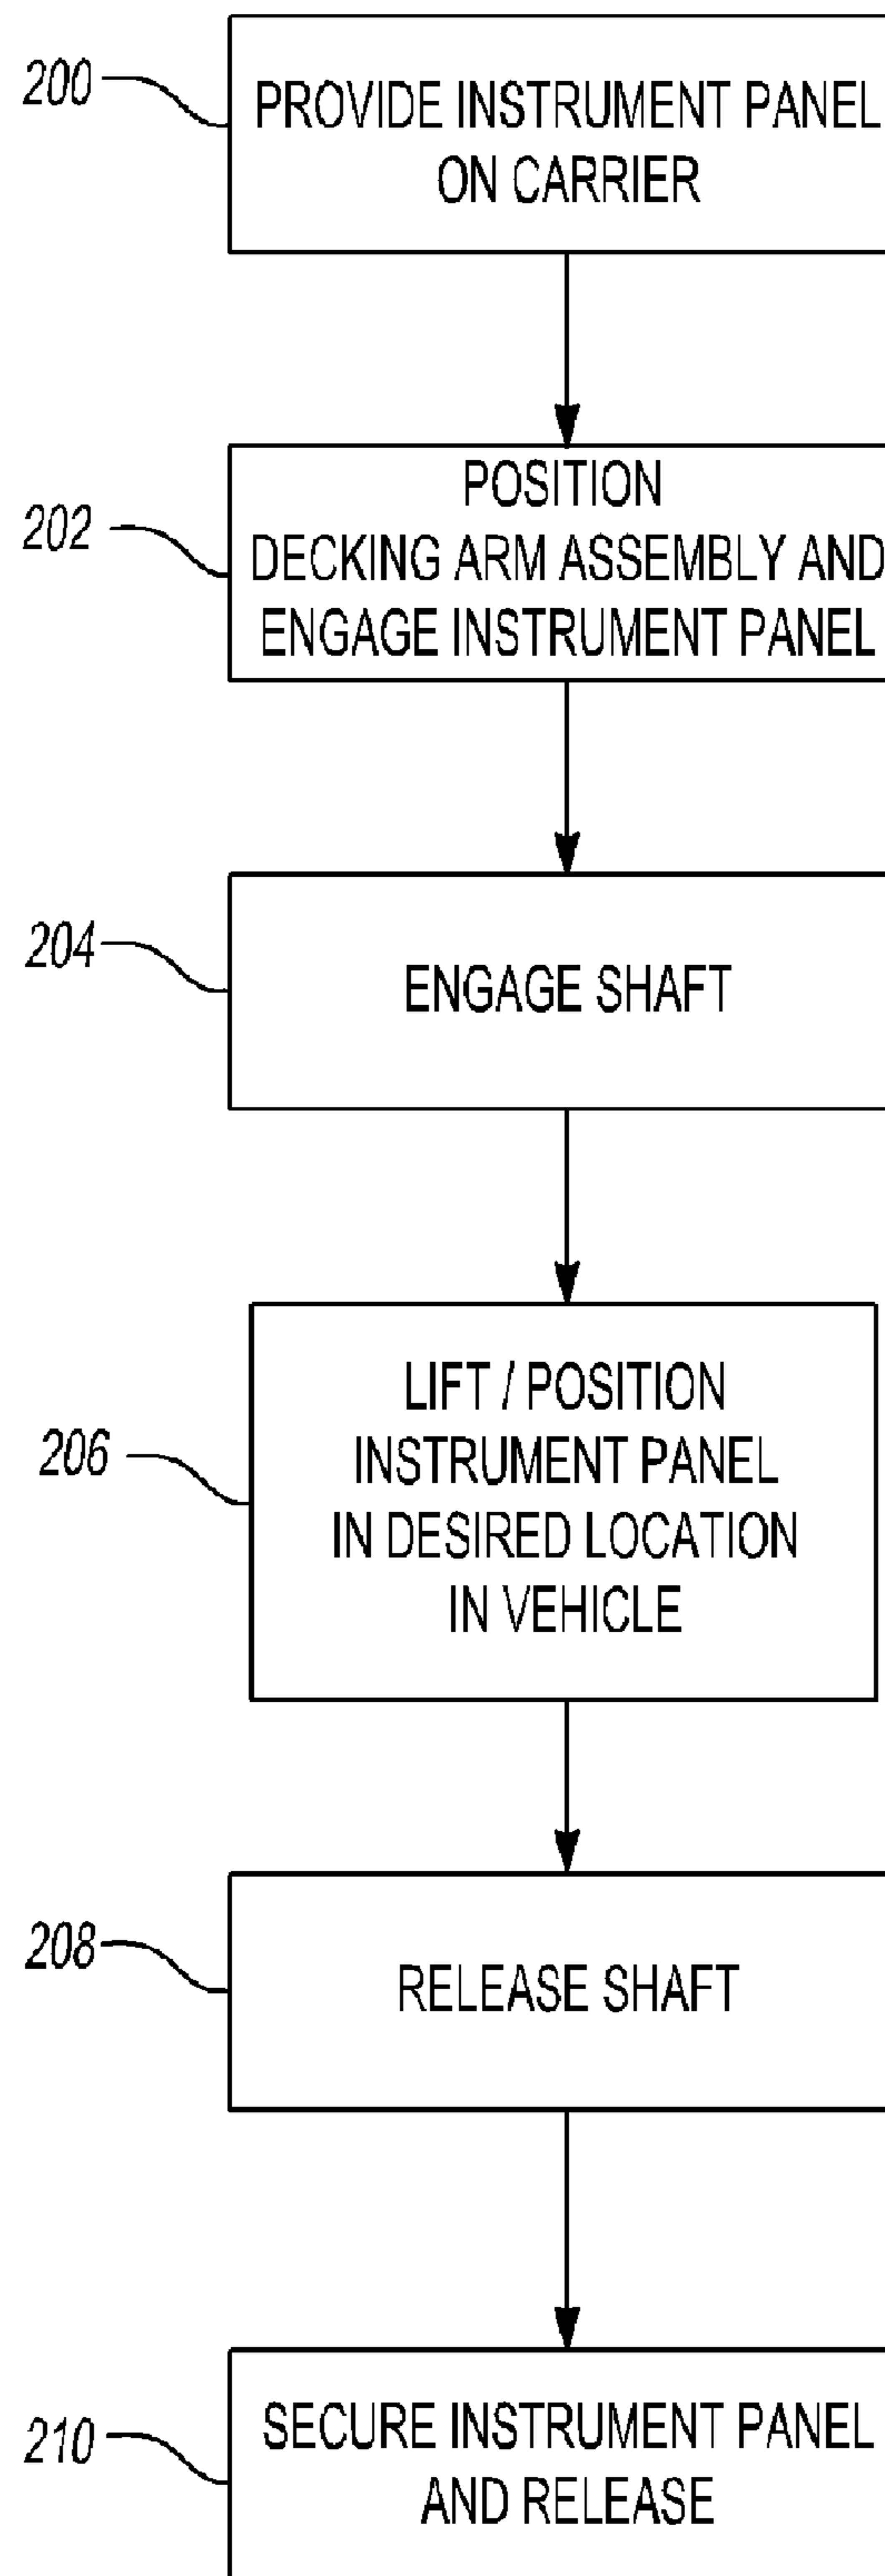 200
PROVIDE INSTRUMENT PANEL
ON CARRIER
202
POSITION
DECKING ARM ASSEMBLY AND
ENGAGE INSTRUMENT PANEL
204
ENGAGE SHAFT
206
LIFT / POSITION
INSTRUMENT PANEL
IN DESIRED LOCATION
IN VEHICLE
208
RELEASE SHAFT
210
SECURE INSTRUMENT PANEL
AND RELEASE